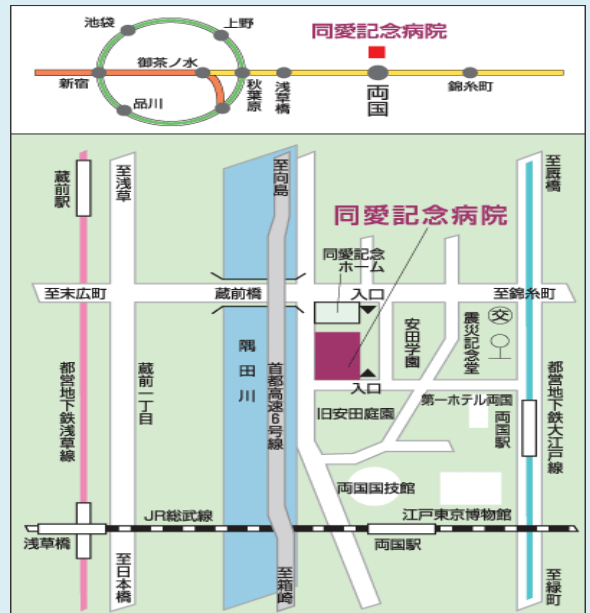 池袋
上野
同愛記念病院
御茶ノ水
新宿
品川
秋葉原
浅草橋
両国
錦糸町
蔵前駅
至浅草
至向島
至厩橋
同愛記念病院
同愛記念
ホーム
至末広町
蔵前橋
入口
至錦糸町
都営地下鉄浅草線
蔵前一丁目
隅田川
首都高速6号線
安田学園
震災記念堂
交
都営地下鉄大江戸線
入口
旧安田庭園
第一ホテル両国
両国駅
両国国技館
JR総武線
江戸東京博物館
浅草橋
両国駅
至日本橋
至箱崎
至緑町